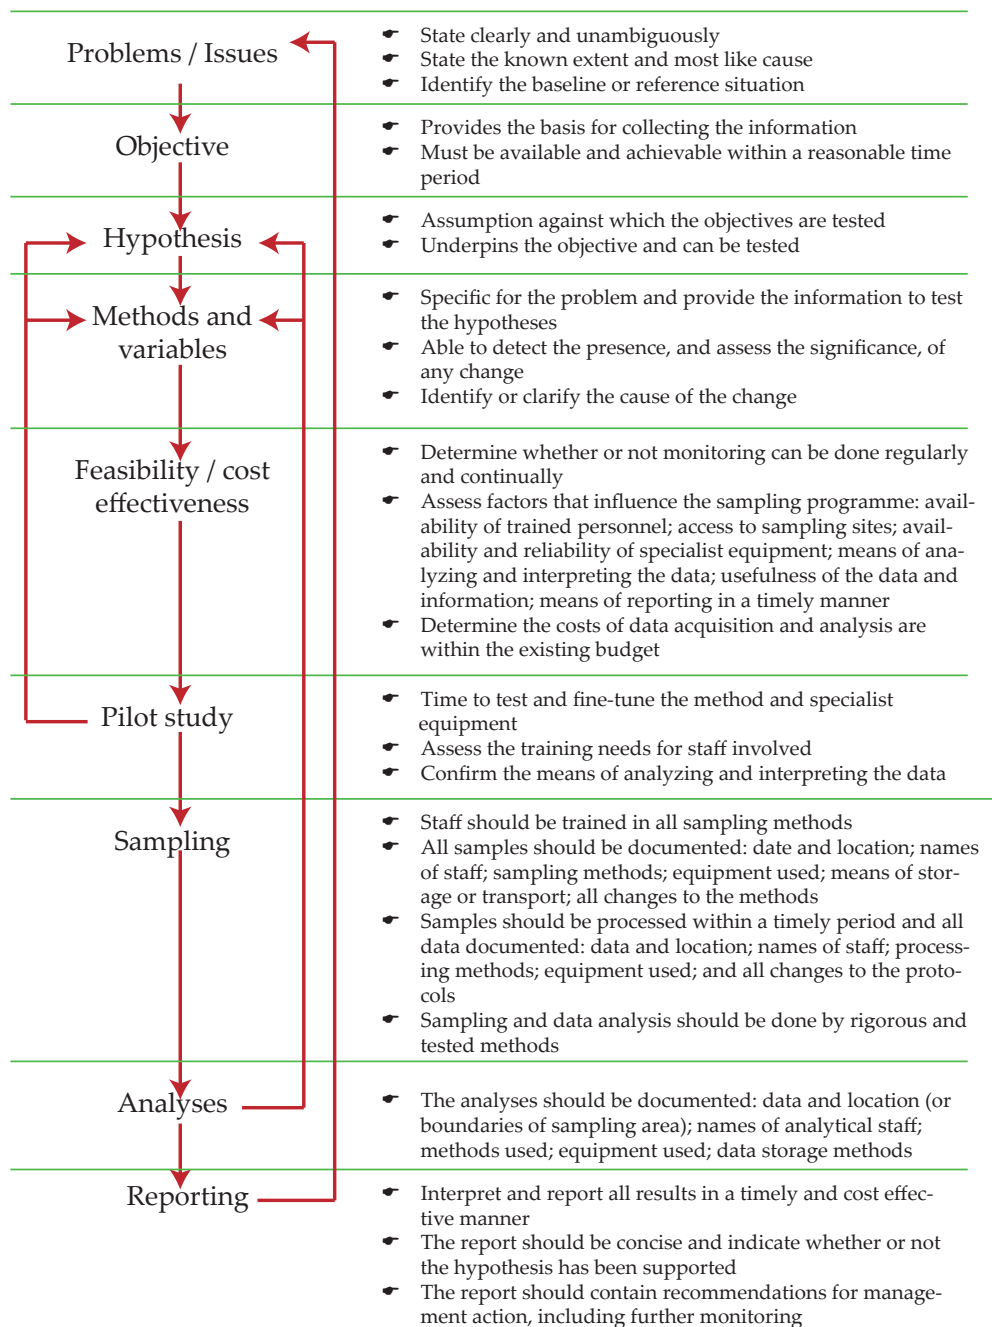 Problems / Issues
☛ State clearly and unambiguously
☛ State the known extent and most like cause
☛ Identify the baseline or reference situation
Objective
☛ Provides the basis for collecting the information
☛ Must be available and achievable within a reasonable time
period
Hypothesis
☛ Assumption against which the objectives are tested
☛ Underpins the objective and can be tested
Methods and
variables
☛ Specific for the problem and provide the information to test
the hypotheses
☛ Able to detect the presence, and assess the significance, of
any change
☛ Identify or clarify the cause of the change
Feasibility / cost
effectiveness
☛ Determine whether or not monitoring can be done regularly
and continually
☛ Assess factors that influence the sampling programme: avail-
ability of trained personnel; access to sampling sites; avail-
ability and reliability of specialist equipment; means of ana-
lyzing and interpreting the data; usefulness of the data and
information; means of reporting in a timely manner
☛ Determine the costs of data acquisition and analysis are
within the existing budget
Pilot study
☛ Time to test and fine-tune the method and specialist
equipment
☛ Assess the training needs for staff involved
☛ Confirm the means of analyzing and interpreting the data
Sampling
☛ Staff should be trained in all sampling methods
☛ All samples should be documented: date and location; names
of staff; sampling methods; equipment used; means of stor-
age or transport; all changes to the methods
☛ Samples should be processed within a timely period and all
data documented: data and location; names of staff; process-
ing methods; equipment used; and all changes to the proto-
cols
☛ Sampling and data analysis should be done by rigorous and
tested methods
Analyses
☛ The analyses should be documented: data and location (or
boundaries of sampling area); names of analytical staff;
methods used; equipment used; data storage methods
Reporting
☛ Interpret and report all results in a timely and cost effec-
tive manner
☛ The report should be concise and indicate whether or not
the hypothesis has been supported
☛ The report should contain recommendations for manage-
ment action, including further monitoring